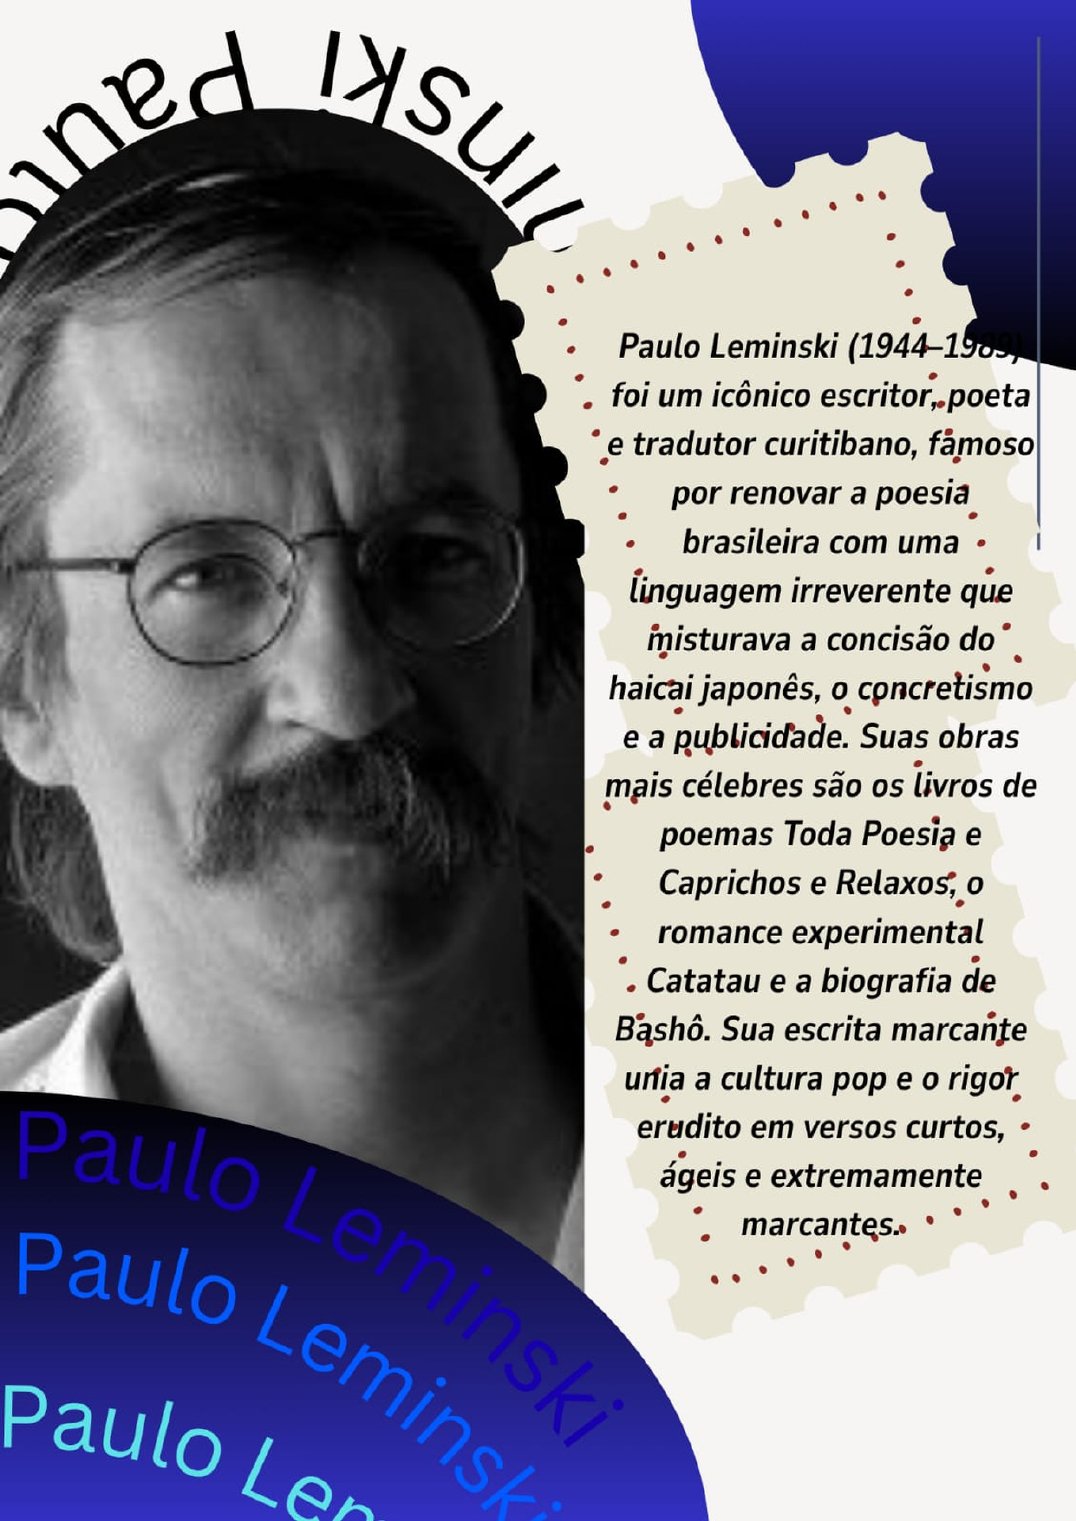 Paulo
inski
Paulo Leminski (1944–1989)
foi um icônico escritor, poeta
e tradutor curitibano, famoso
por renovar a poesia
brasileira com uma
linguagem irreverente que
misturava a concisão do
haicai japonês, o concretismo
e a publicidade. Suas obras
mais célebres são os livros de
poemas Toda Poesia e
Caprichos e Relaxos, o
romance experimental
Catatau e a biografia de
Bashô. Sua escrita marcante
unia a cultura pop e o rigor
erudito em versos curtos,
ágeis e extremamente
marcantes.
Paulo Leminski
Paulo Leminski
Paulo Lem